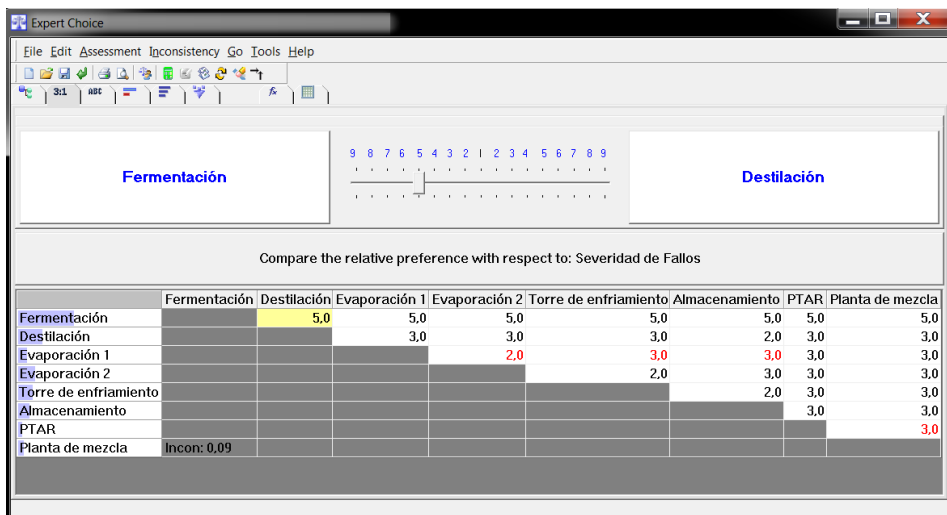 Expert Choice
File Edit Assessment Inconsistency Go Tools Help
3:1 ABC fx
9 8 7 6 5 4 3 2 1 2 3 4 5 6 7 8 9
Fermentación Destilación
Compare the relative preference with respect to: Severidad de Fallos
Fermentación Destilación Evaporación 1 Evaporación 2 Torre de enfriamiento Almacenamiento PTAR Planta de mezcla
Fermentación 5,0 5,0 5,0 5,0 5,0 5,0 5,0
Destilación 3,0 3,0 3,0 2,0 3,0 3,0
Evaporación 1 2,0 3,0 3,0 3,0 3,0
Evaporación 2 2,0 3,0 3,0 3,0
Torre de enfriamiento 2,0 3,0 3,0
Almacenamiento 3,0 3,0
PTAR 3,0
Planta de mezcla Incon: 0,09